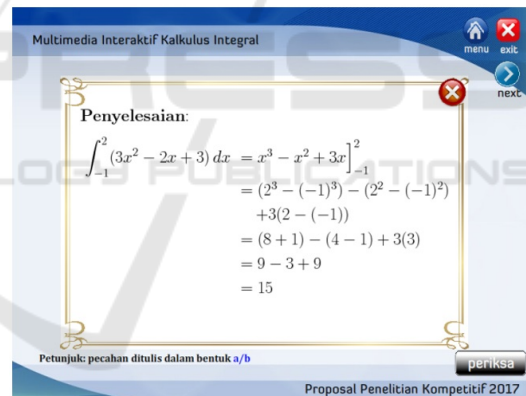 Multimedia Interaktif Kalkulus Integral
menu exit
next
Penyelesaian:
∫_{-1}^{2} (3x² − 2x + 3) dx = x³ − x² + 3x]_{-1}^{2}
= (2³ − (−1)³) − (2² − (−1)²)
+3(2 − (−1))
= (8 + 1) − (4 − 1) + 3(3)
= 9 − 3 + 9
= 15
Petunjuk: pecahan ditulis dalam bentuk a/b
periksa
Proposal Penelitian Kompetitif 2017